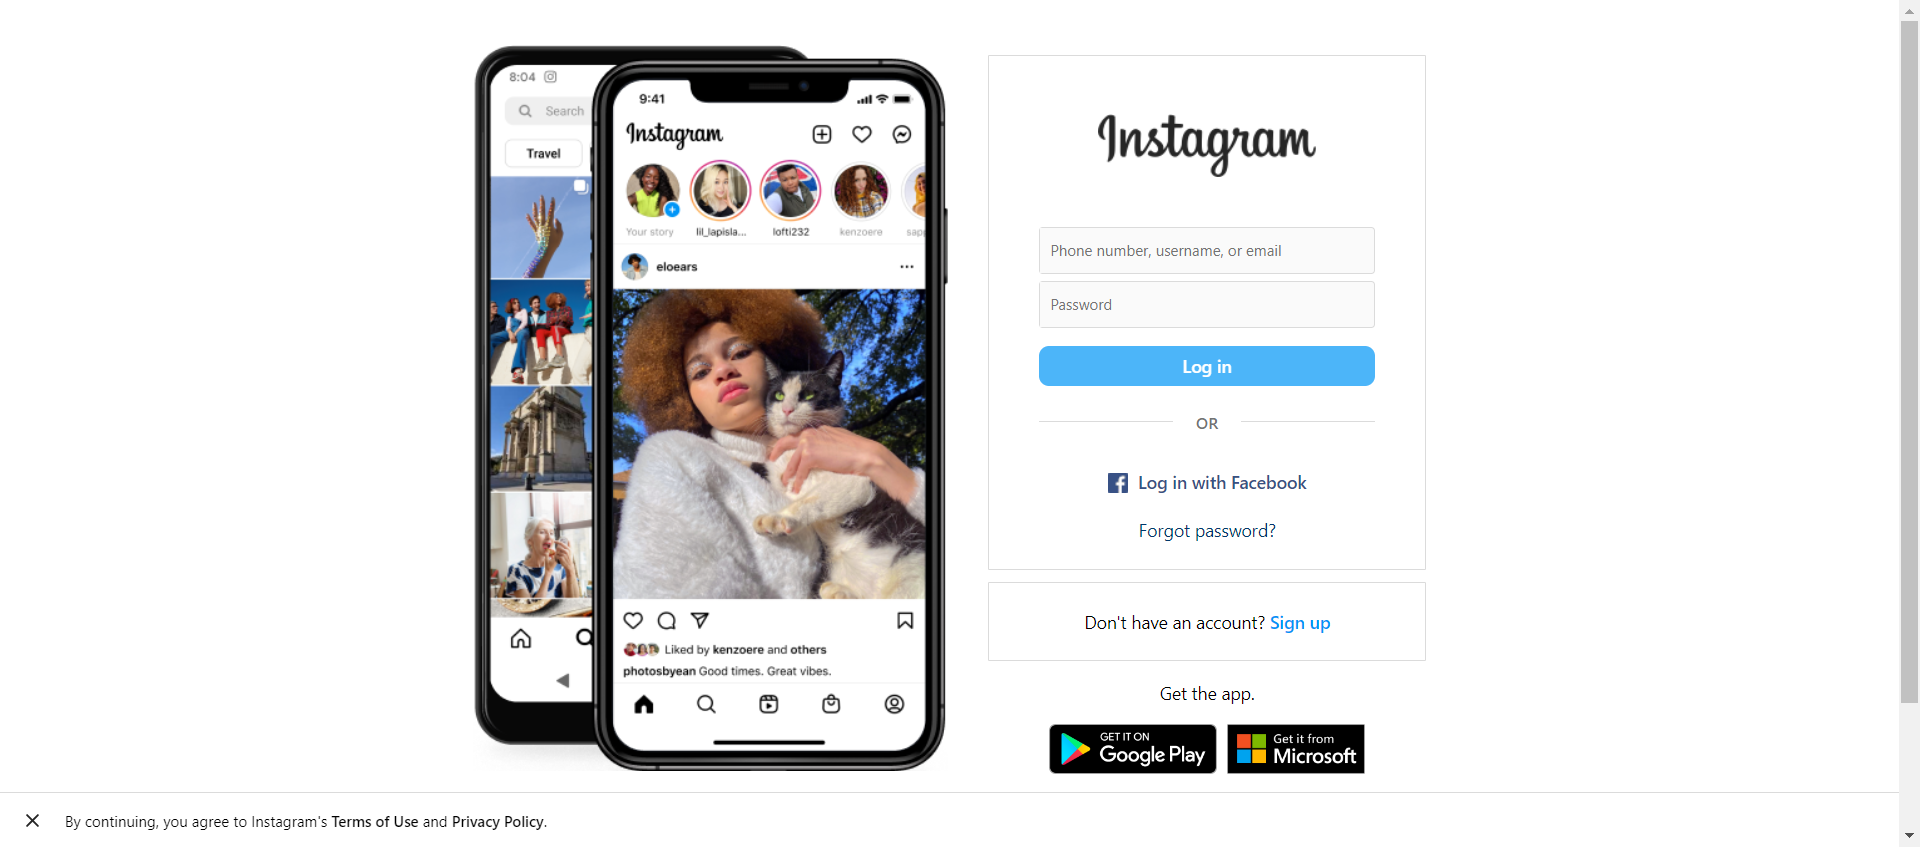 8:04
Search
Travel
9:41
Instagram
Your story
lil_lapisla...
lofti232
kenzoere
sapp
eloears
Liked by kenzoere and others
photosbyean Good times. Great vibes.
Instagram
Phone number, username, or email
Password
Log in
OR
Log in with Facebook
Forgot password?
Don't have an account? Sign up
Get the app.
GET IT ON
Google Play
Get it from
Microsoft
By continuing, you agree to Instagram's Terms of Use and Privacy Policy.